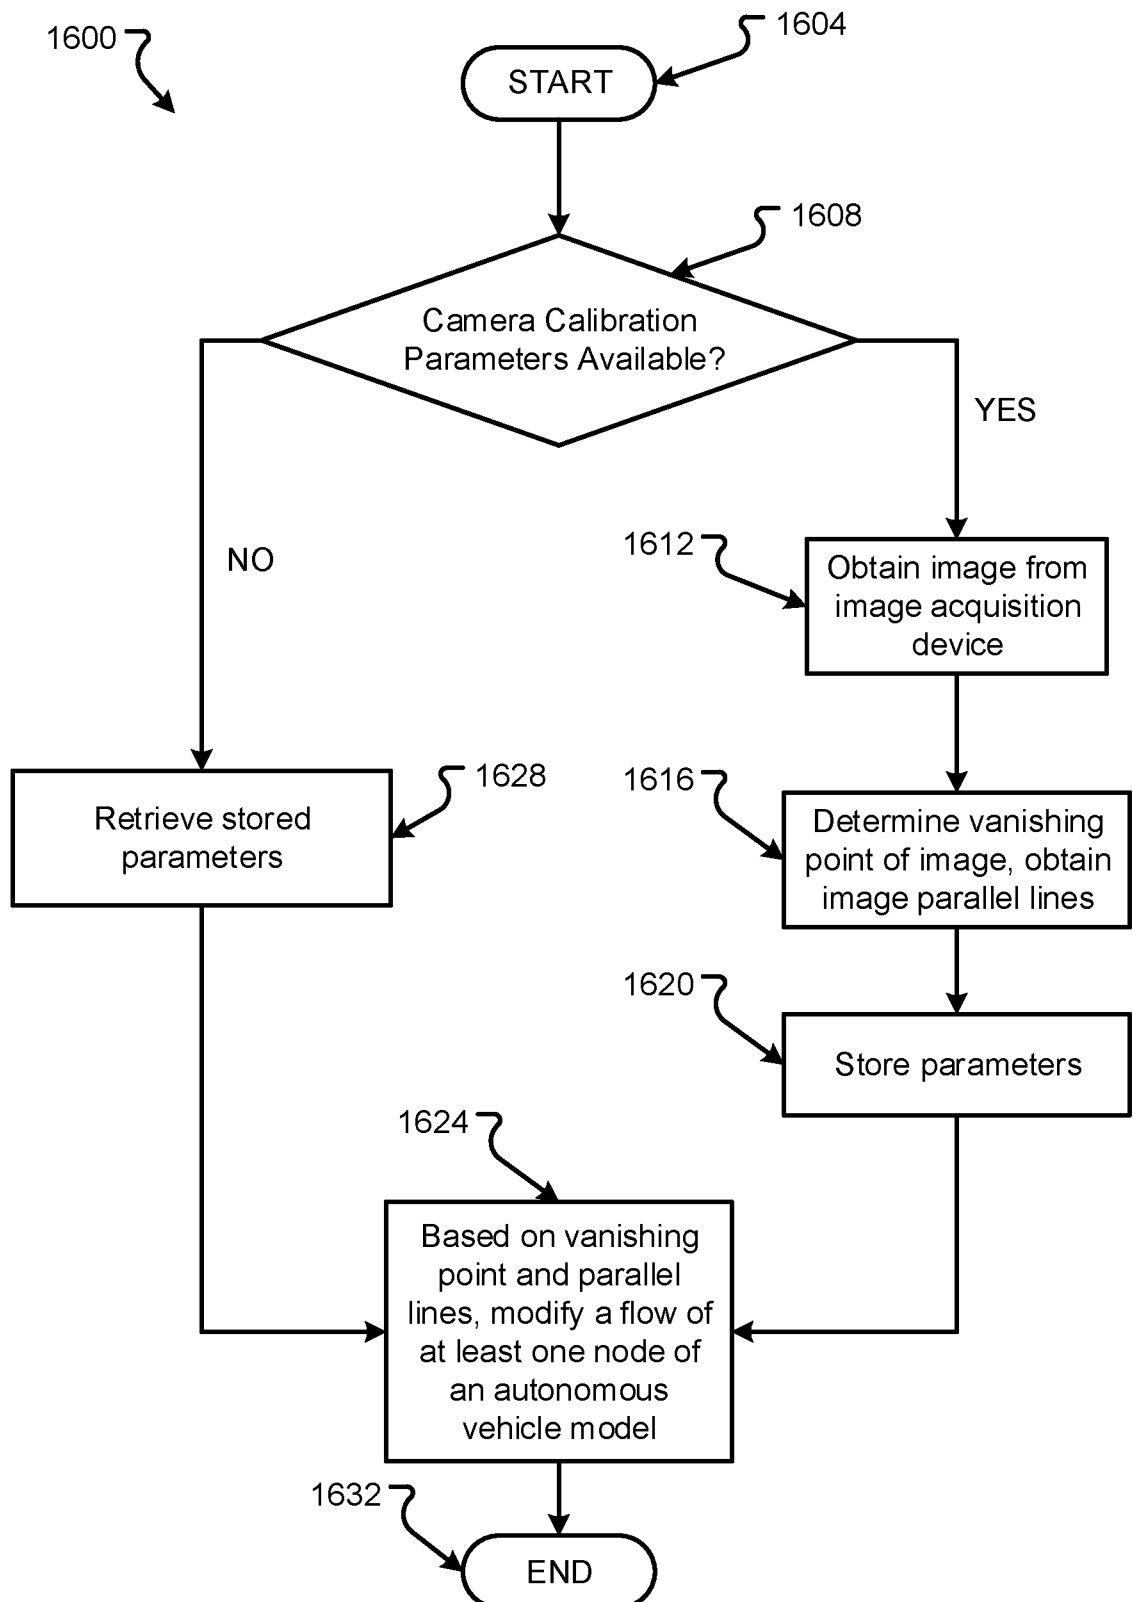 1600
1604
START
1608
Camera Calibration
Parameters Available?
YES
NO
1612
Obtain image from
image acquisition
device
1628
Retrieve stored
parameters
1616
Determine vanishing
point of image, obtain
image parallel lines
1620
Store parameters
1624
Based on vanishing
point and parallel
lines, modify a flow of
at least one node of
an autonomous
vehicle model
1632
END